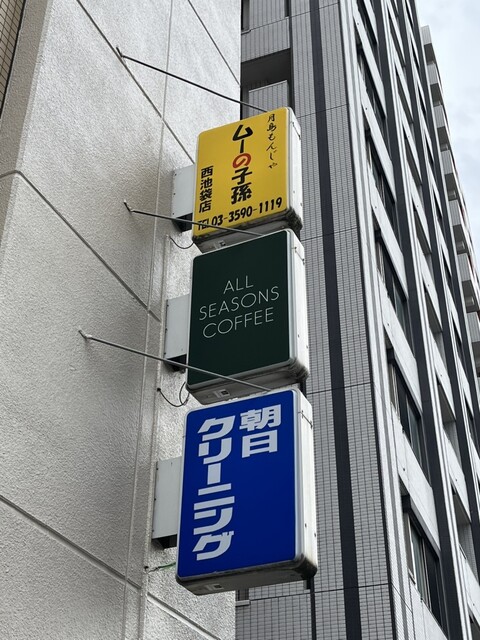 月島もんじゃ
ムーの子孫
西池袋店
☎ 03-3590-1119
ALL
SEASONS
COFFEE
朝日
クリーニング